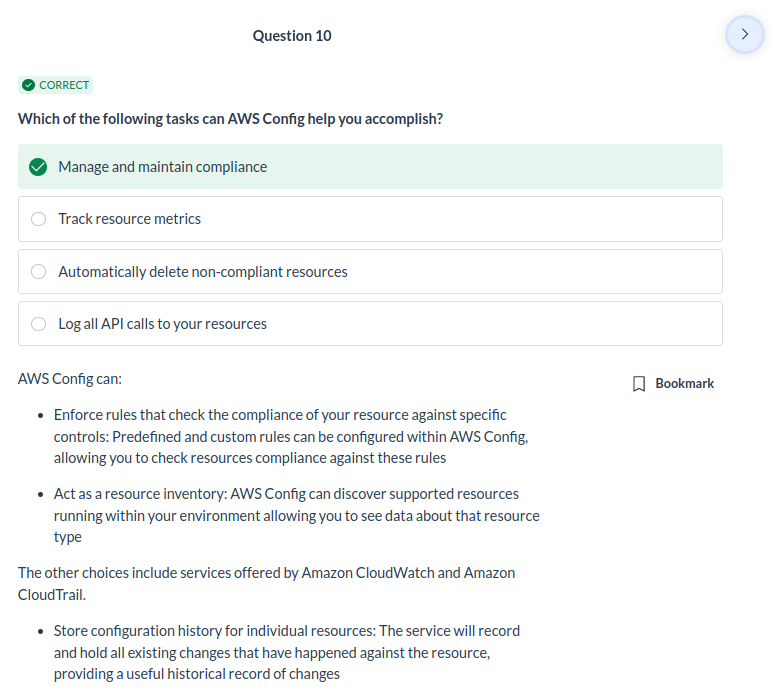 Question 10
CORRECT
Which of the following tasks can AWS Config help you accomplish?
Manage and maintain compliance
Track resource metrics
Automatically delete non-compliant resources
Log all API calls to your resources
AWS Config can:
Bookmark
• Enforce rules that check the compliance of your resource against specific
controls: Predefined and custom rules can be configured within AWS Config,
allowing you to check resources compliance against these rules
• Act as a resource inventory: AWS Config can discover supported resources
running within your environment allowing you to see data about that resource
type
The other choices include services offered by Amazon CloudWatch and Amazon
CloudTrail.
• Store configuration history for individual resources: The service will record
and hold all existing changes that have happened against the resource,
providing a useful historical record of changes